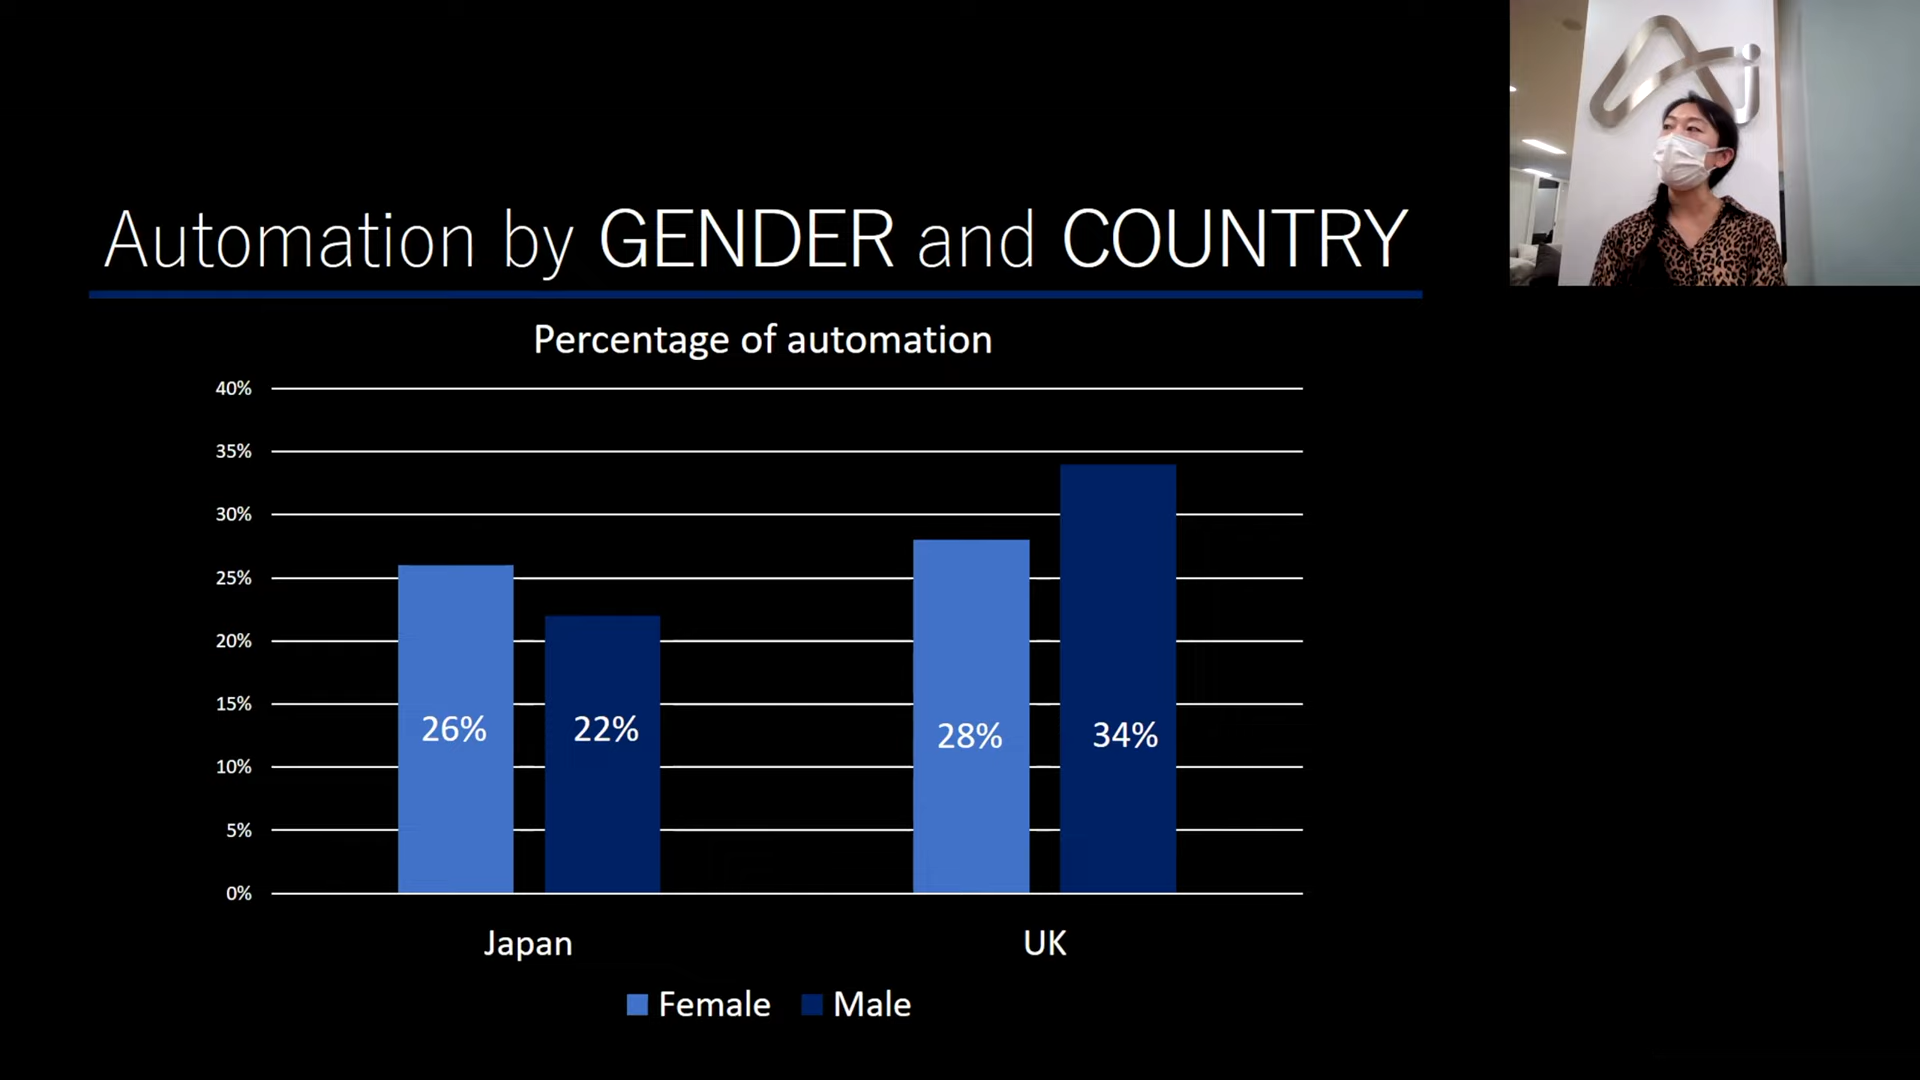 Ai
Automation by GENDER and COUNTRY
Percentage of automation
40%
35%
30%
25%
20%
15%
10%
5%
0%
26%
22%
28%
34%
Japan
UK
Female
Male